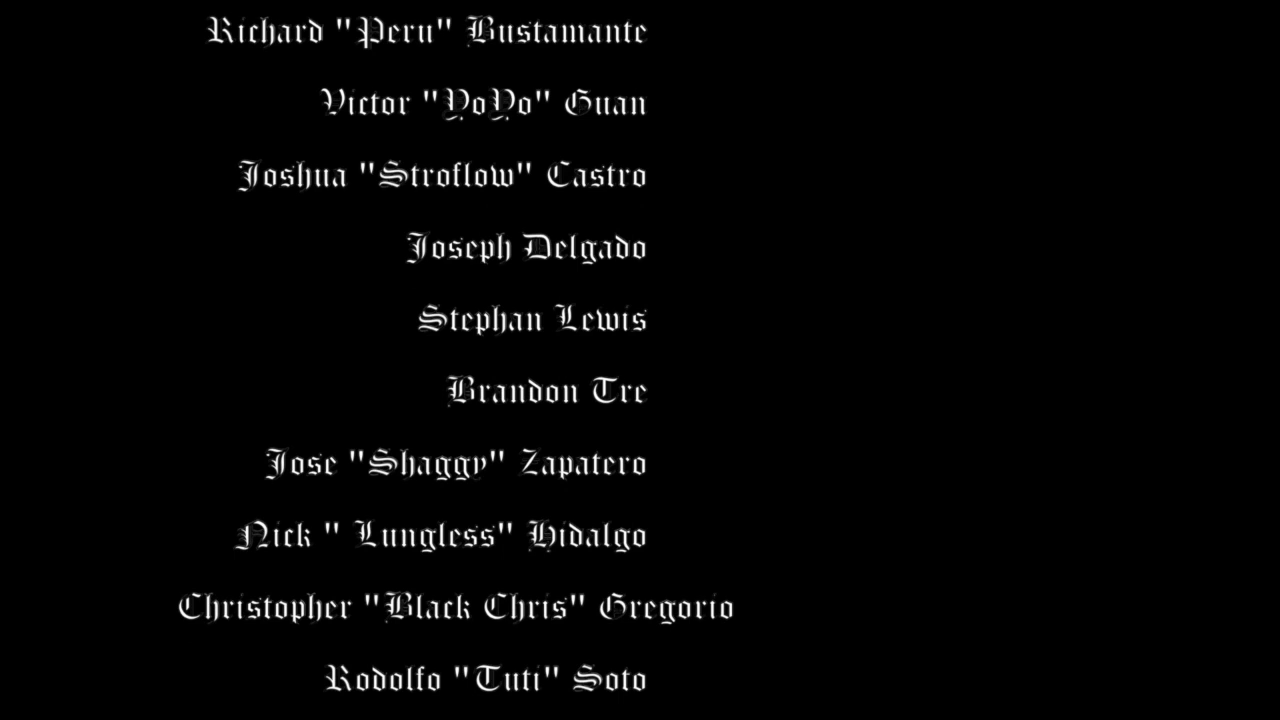 Richard "Peru" Bustamante
Victor "YoYo" Guan
Joshua "Stroflow" Castro
Joseph Delgado
Stephan Lewis
Brandon Tre
Jose "Shaggy" Zapatero
Nick " Lungless" Hidalgo
Christopher "Black Chris" Gregorio
Rodolfo "Tuti" Soto